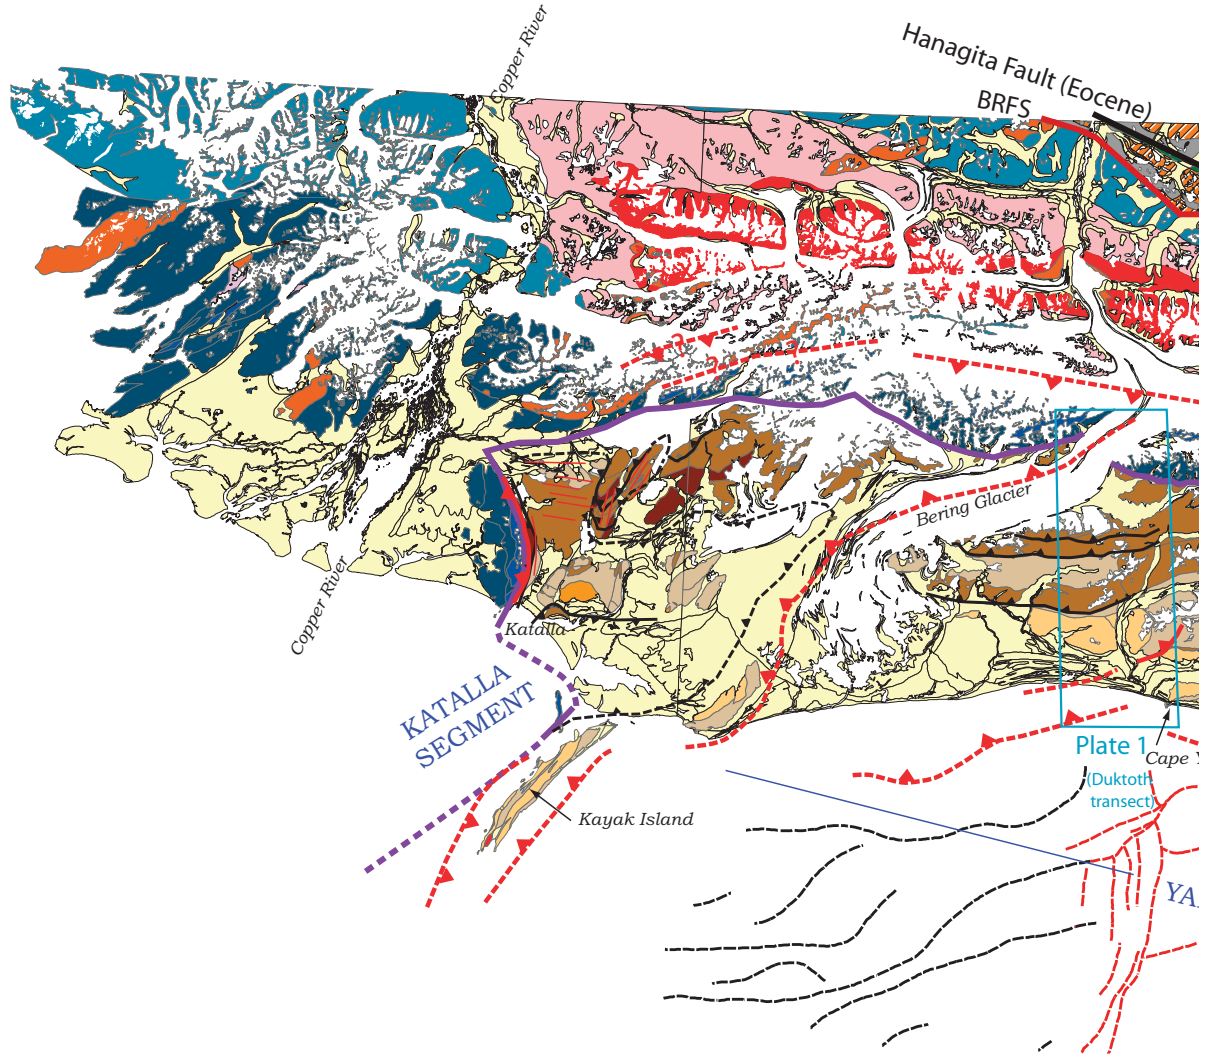 Copper River
Hanagita Fault (Eocene)
BRFS
Bering Glacier
Copper River
Katalla
KATALLA
SEGMENT
Plate 1
Cape Y
(Duktoth
transect)
Kayak Island
YA